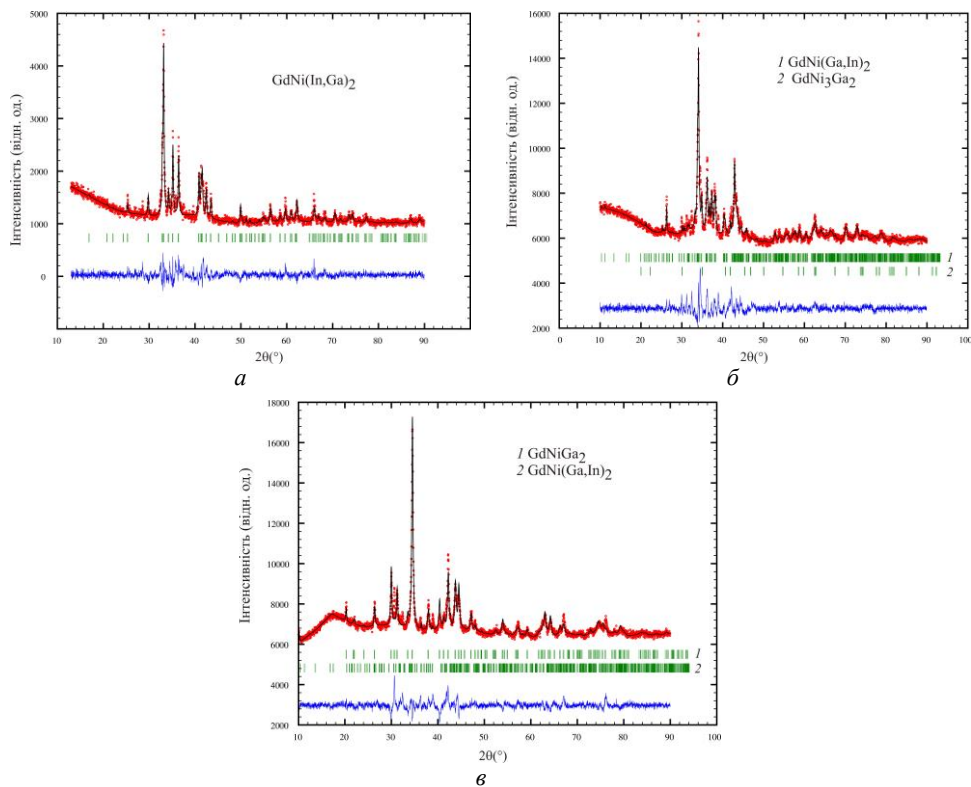 5000
4000
3000
2000
1000
0
Інтенсивність (відн. од.)
GdNi(In,Ga)2
10 20 30 40 50 60 70 80 90
2θ(°)
а
16000
14000
12000
10000
8000
6000
4000
2000
Інтенсивність (відн. од.)
1 GdNi(Ga,In)2
2 GdNi3Ga2
1
2
0 10 20 30 40 50 60 70 80 90 100
2θ(°)
б
18000
16000
14000
12000
10000
8000
6000
4000
2000
Інтенсивність (відн. од.)
1 GdNiGa2
2 GdNi(Ga,In)2
1
2
10 20 30 40 50 60 70 80 90 100
2θ(°)
в